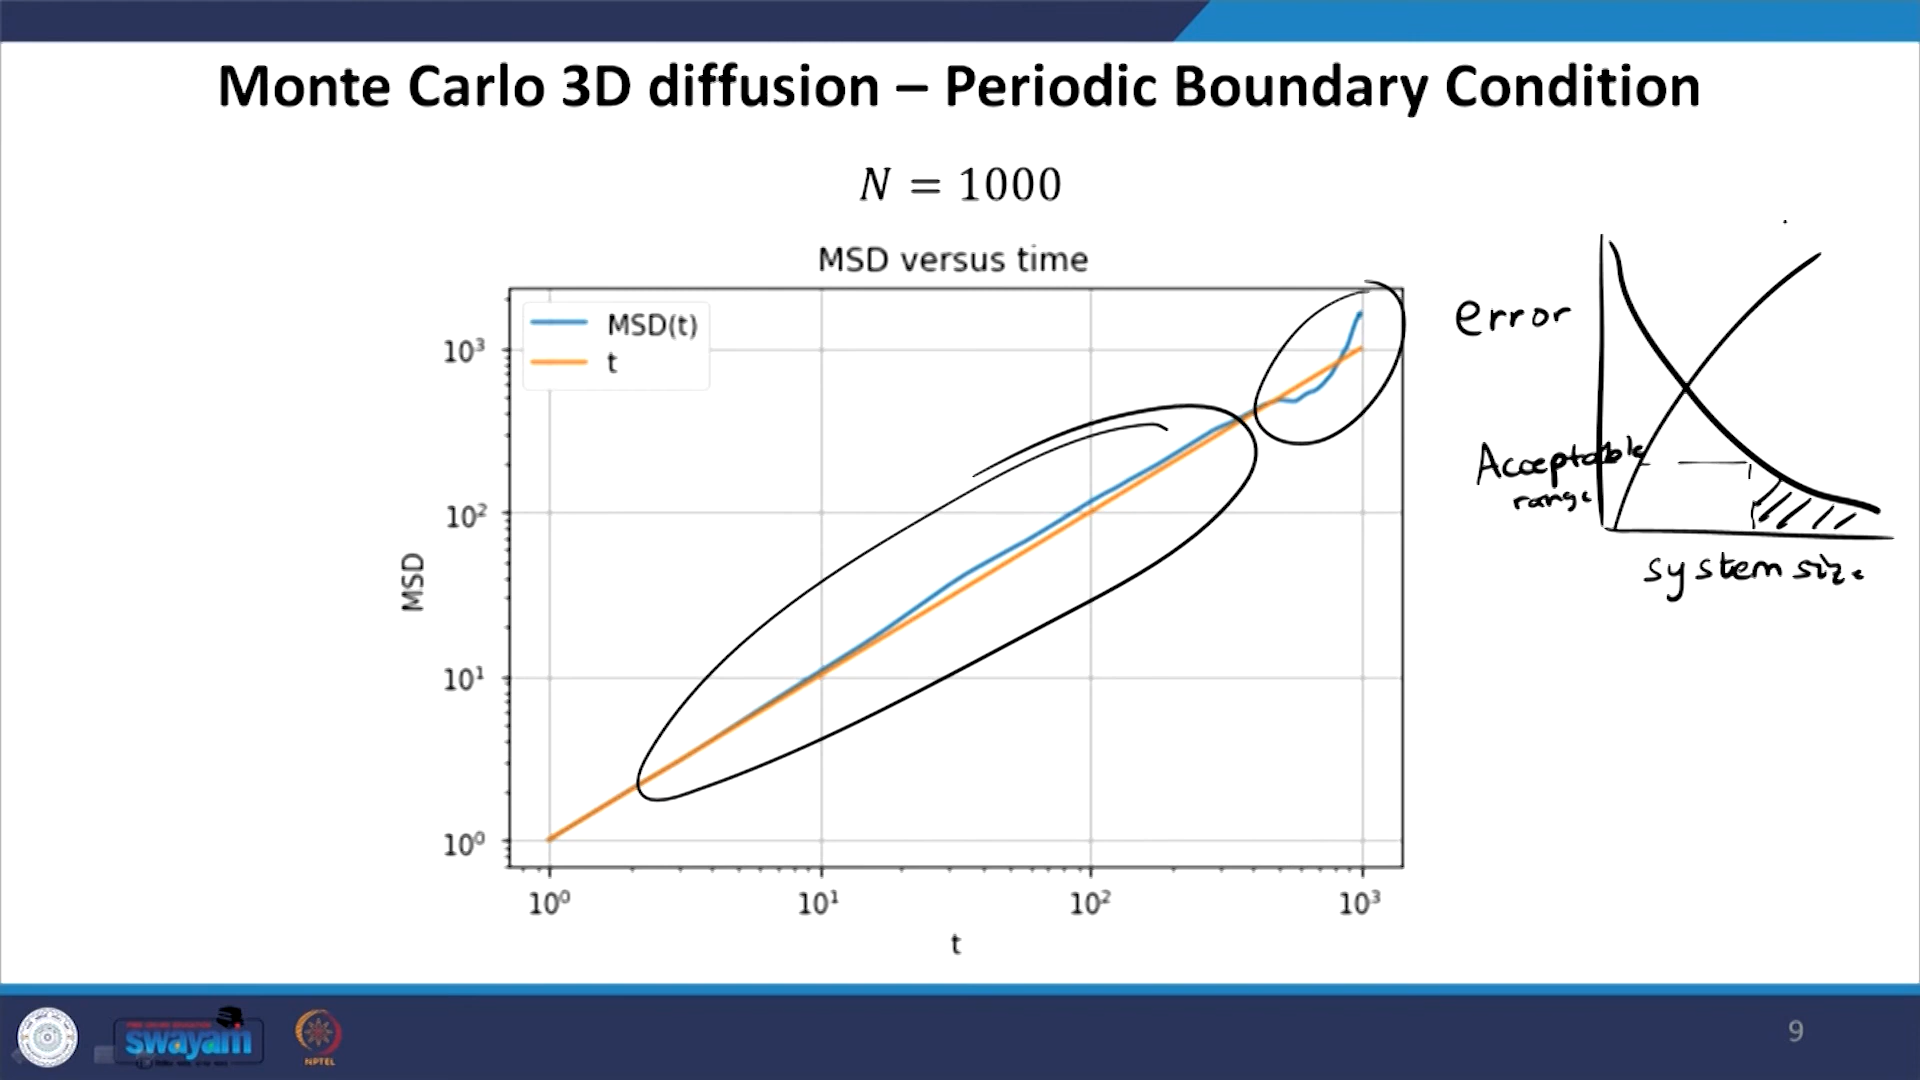 Monte Carlo 3D diffusion – Periodic Boundary Condition
N = 1000
MSD versus time
MSD(t)
t
10³
10²
10¹
10⁰
MSD
10⁰ 10¹ 10² 10³
t
error
Acceptable
range
system size
swayam
NPTEL
9